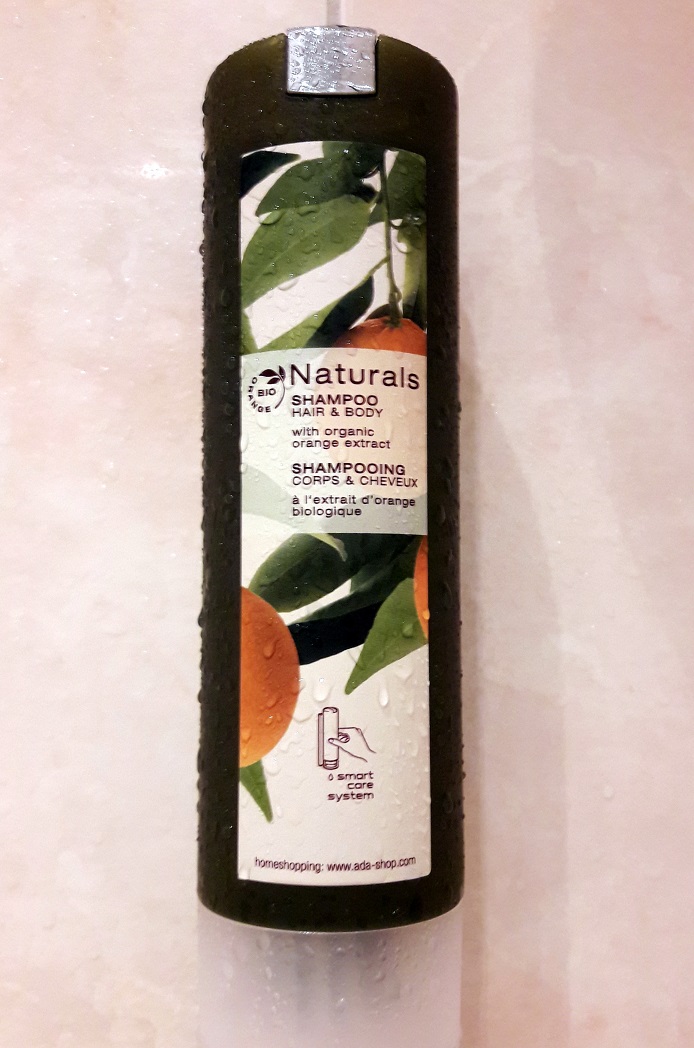 BIO
ORANGE
Naturals
SHAMPOO
HAIR & BODY
with organic
orange extract
SHAMPOOING
CORPS & CHEVEUX
à l'extrait d'orange
biologique
smart
care
system
homeshopping: www.ada-shop.com